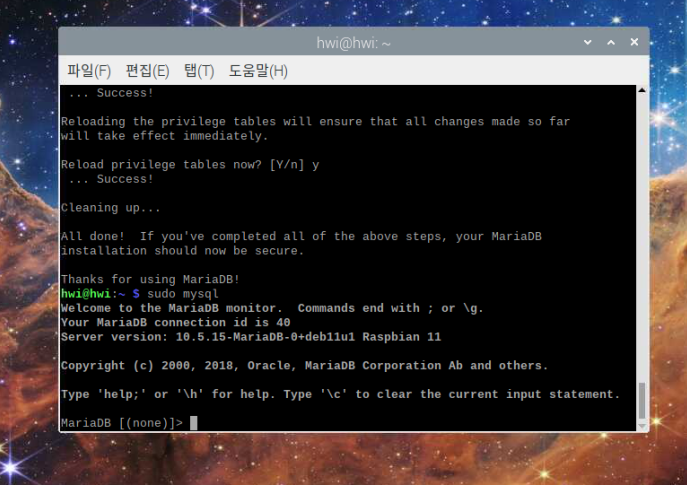 hwi@hwi: ~
파일(F) 편집(E) 탭(T) 도움말(H)
... Success!
Reloading the privilege tables will ensure that all changes made so far
will take effect immediately.
Reload privilege tables now? [Y/n] y
... Success!
Cleaning up...
All done!  If you've completed all of the above steps, your MariaDB
installation should now be secure.
Thanks for using MariaDB!
hwi@hwi:~ $ sudo mysql
Welcome to the MariaDB monitor.  Commands end with ; or \g.
Your MariaDB connection id is 40
Server version: 10.5.15-MariaDB-0+deb11u1 Raspbian 11
Copyright (c) 2000, 2018, Oracle, MariaDB Corporation Ab and others.
Type 'help;' or '\h' for help. Type '\c' to clear the current input statement.
MariaDB [(none)]>